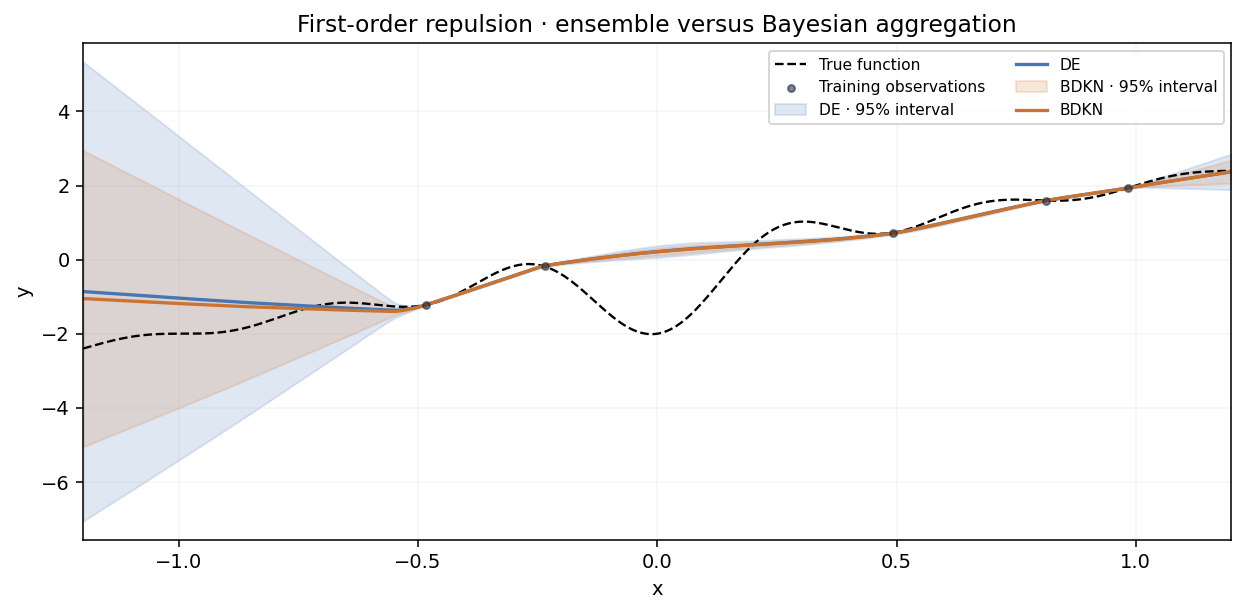 First-order repulsion · ensemble versus Bayesian aggregation
True function
Training observations
DE · 95% interval
DE
BDKN · 95% interval
BDKN
y
4
2
0
−2
−4
−6
−1.0
−0.5
0.0
0.5
1.0
x